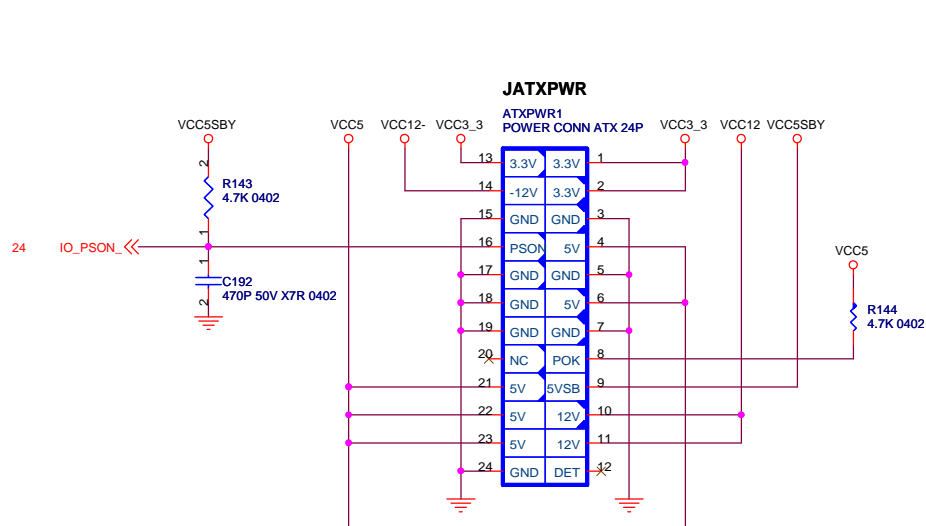 JATXPWR
ATXPWR1
POWER CONN ATX 24P
VCC5SBY
VCC5
VCC12-
VCC3_3
VCC3_3
VCC12
VCC5SBY
13 3.3V 3.3V 1
14 -12V 3.3V 2
15 GND GND 3
16 PSON 5V 4
17 GND GND 5
18 GND 5V 6
19 GND GND 7
20 NC POK 8
21 5V 5VSB 9
22 5V 12V 10
23 5V 12V 11
24 GND DET 12
2
R143
4.7K 0402
1
24 IO_PSON_
1
C192
470P 50V X7R 0402
2
VCC5
R144
4.7K 0402